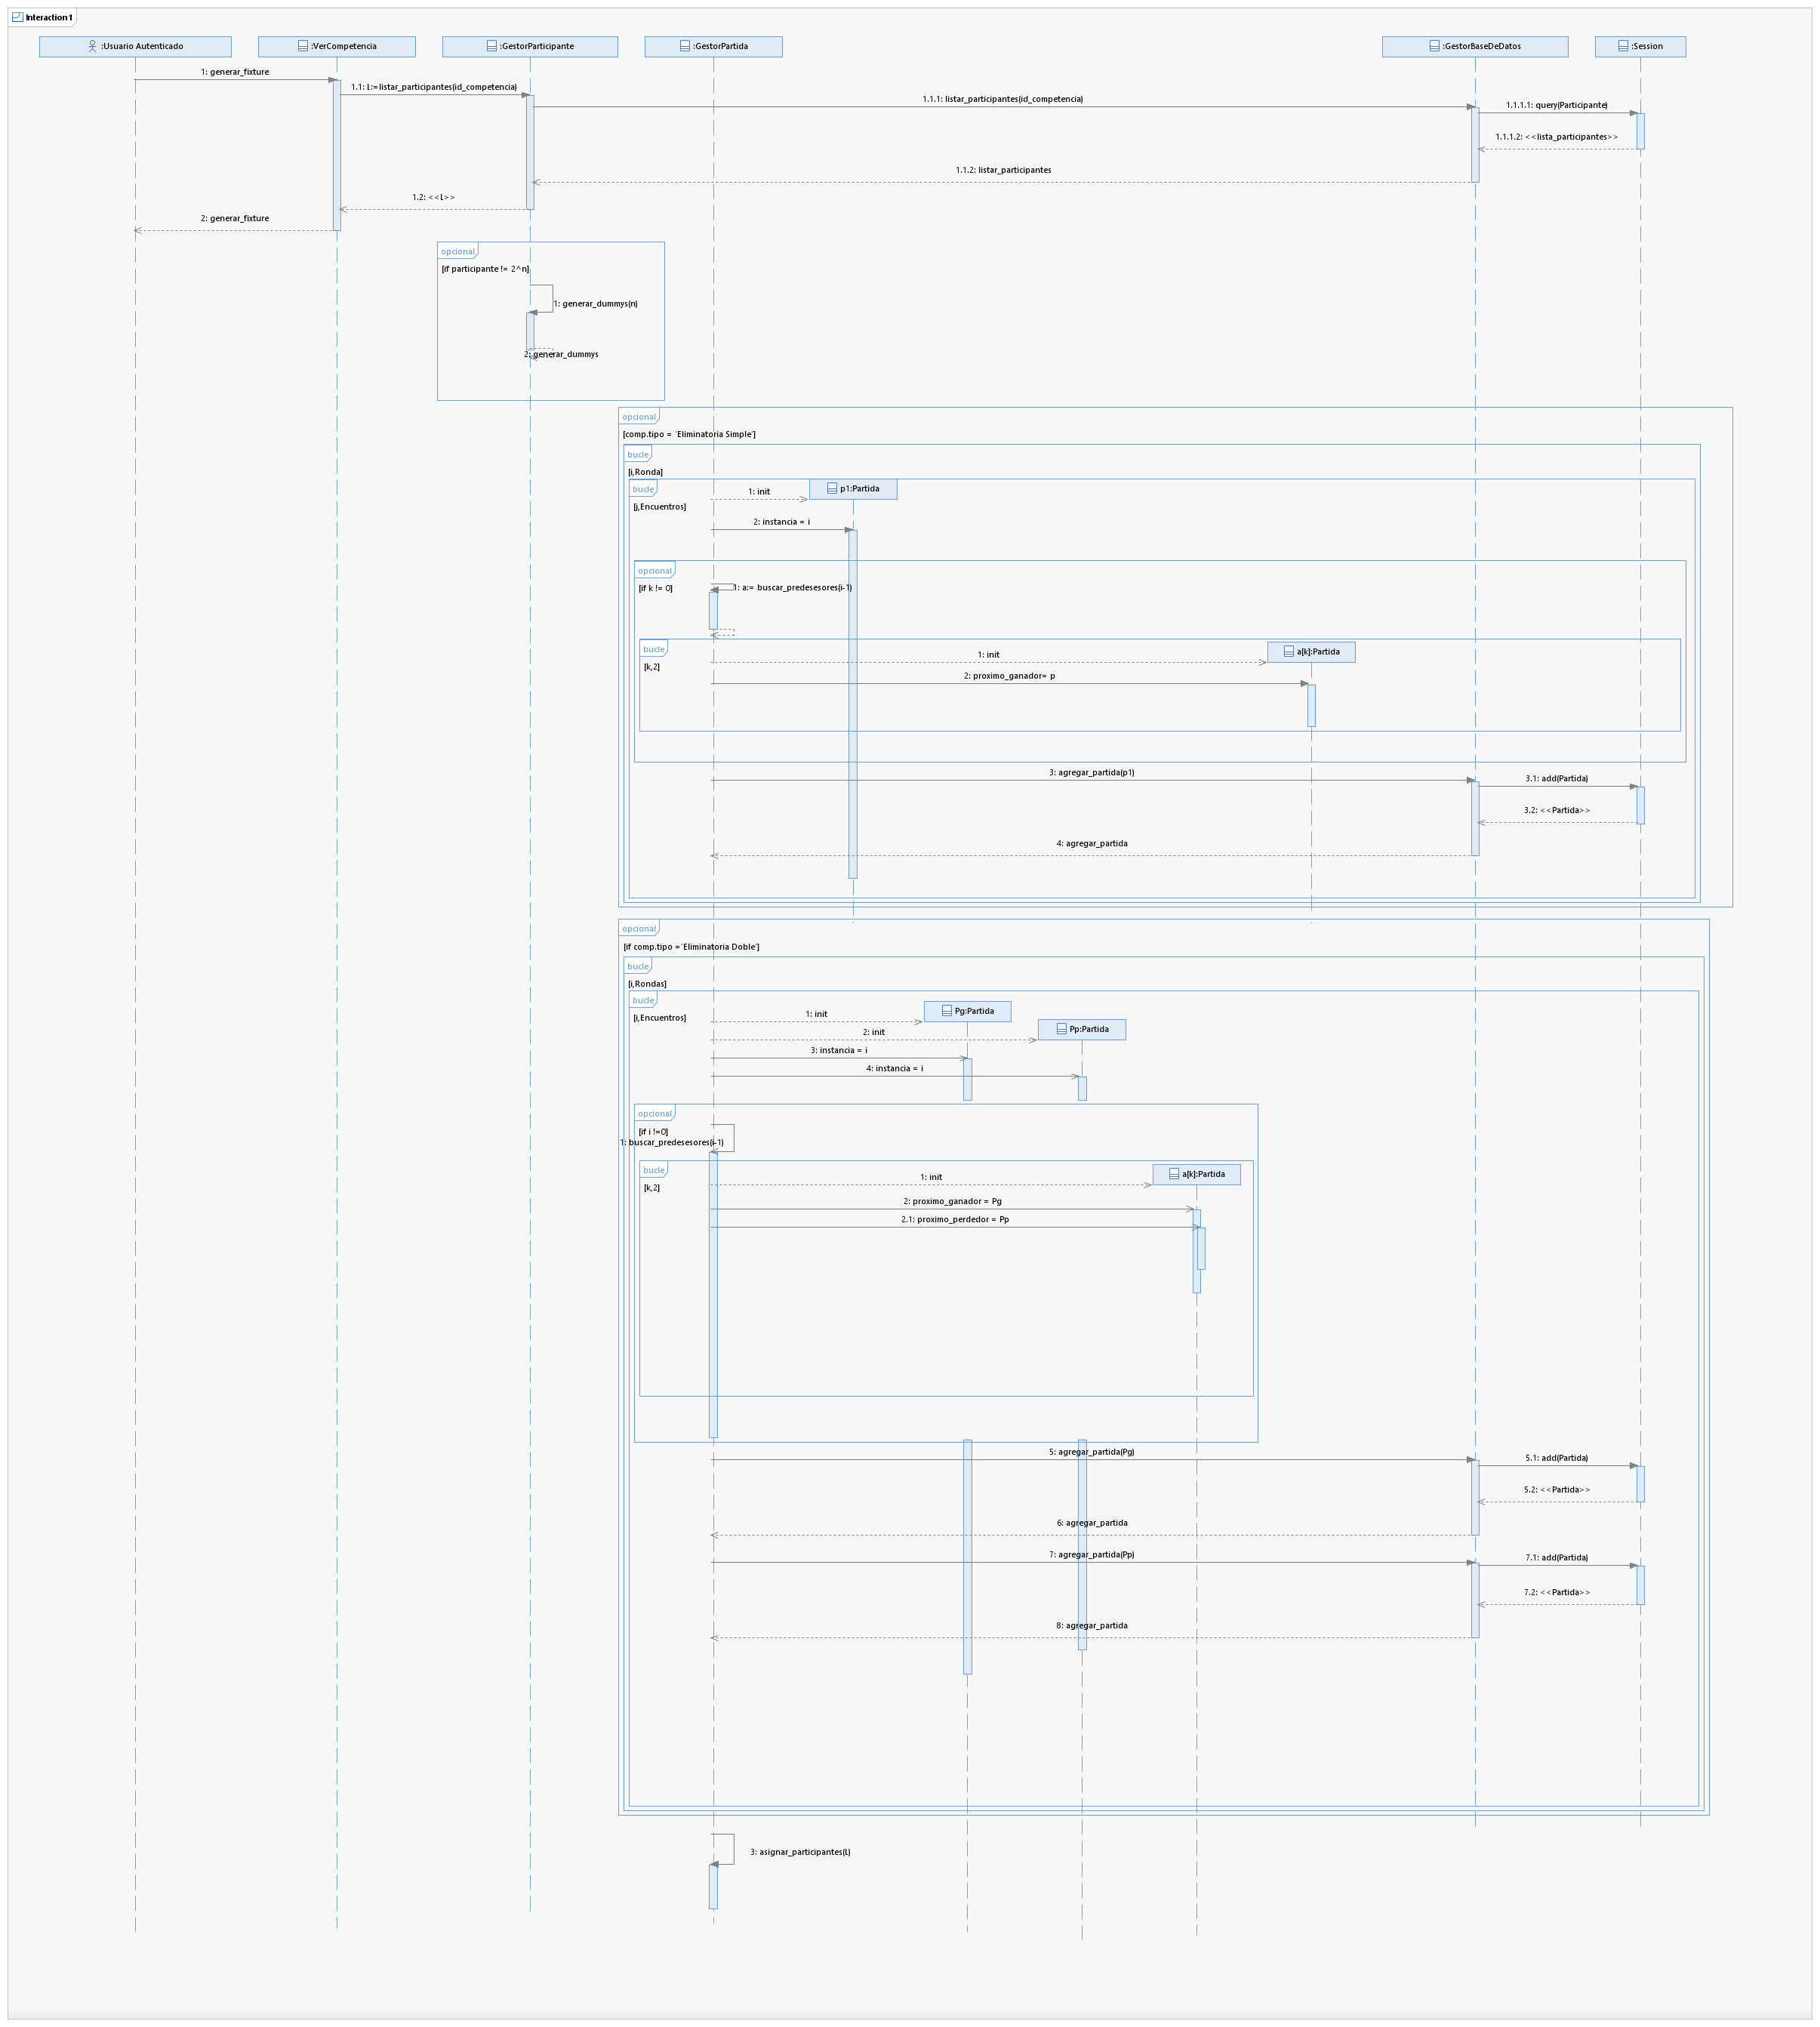 Interaction1
:Usuario Autenticado
:VerCompetencia
:GestorParticipante
:GestorPartida
:GestorBaseDeDatos
:Session
1: generar_fixture
1.1: L:=listar_participantes(id_competencia)
1.1.1: listar_participantes(id_competencia)
1.1.1.1: query(Participante)
1.1.1.2: <<lista_participantes>>
1.1.2: listar_participantes
1.2: <<L>>
2: generar_fixture
opcional
[if participante != 2^n]
1: generar_dummys(n)
2: generar_dummys
opcional
[comp.tipo = 'Eliminatoria Simple']
bucle
[i,Ronda]
bucle
[j,Encuentros]
1: init
p1:Partida
2: instancia = i
opcional
[if k != 0]
1: a:= buscar_predesesores(i-1)
bucle
[k,2]
1: init
a[k]:Partida
2: proximo_ganador= p
3: agregar_partida(p1)
3.1: add(Partida)
3.2: <<Partida>>
4: agregar_partida
opcional
[if comp.tipo ='Eliminatoria Doble']
bucle
[i,Rondas]
bucle
[i,Encuentros]
1: init
Pg:Partida
2: init
Pp:Partida
3: instancia = i
4: instancia = i
opcional
[if i !=0]
1: buscar_predesesores(i-1)
bucle
[k,2]
1: init
a[k]:Partida
2: proximo_ganador = Pg
2.1: proximo_perdedor = Pp
5: agregar_partida(Pg)
5.1: add(Partida)
5.2: <<Partida>>
6: agregar_partida
7: agregar_partida(Pp)
7.1: add(Partida)
7.2: <<Partida>>
8: agregar_partida
3: asignar_participantes(L)